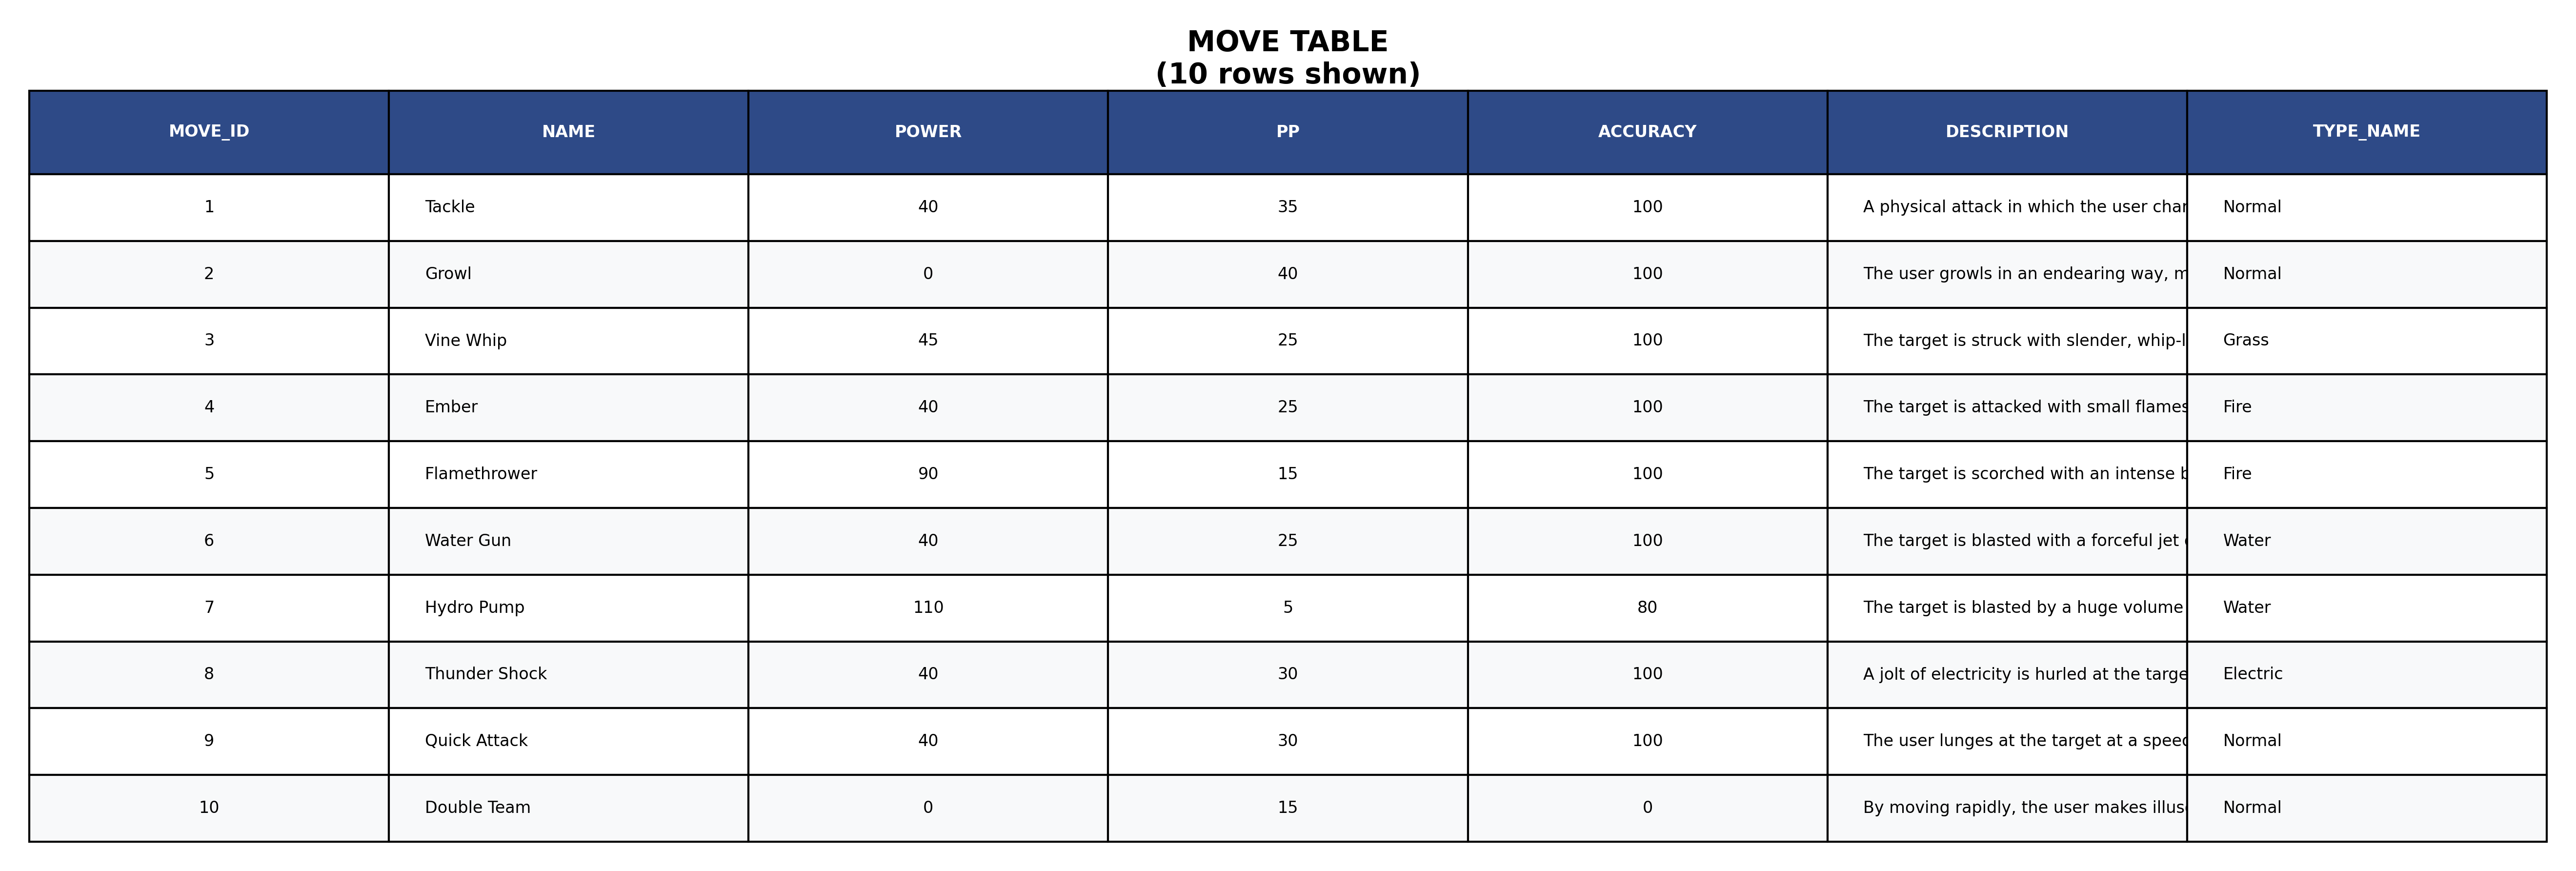 MOVE TABLE
(10 rows shown)
MOVE_ID NAME POWER PP ACCURACY DESCRIPTION TYPE_NAME
1 Tackle 40 35 100 A physical attack in which the user char Normal
2 Growl 0 40 100 The user growls in an endearing way, m Normal
3 Vine Whip 45 25 100 The target is struck with slender, whip-l Grass
4 Ember 40 25 100 The target is attacked with small flames Fire
5 Flamethrower 90 15 100 The target is scorched with an intense b Fire
6 Water Gun 40 25 100 The target is blasted with a forceful jet Water
7 Hydro Pump 110 5 80 The target is blasted by a huge volume Water
8 Thunder Shock 40 30 100 A jolt of electricity is hurled at the targe Electric
9 Quick Attack 40 30 100 The user lunges at the target at a speed Normal
10 Double Team 0 15 0 By moving rapidly, the user makes illus Normal